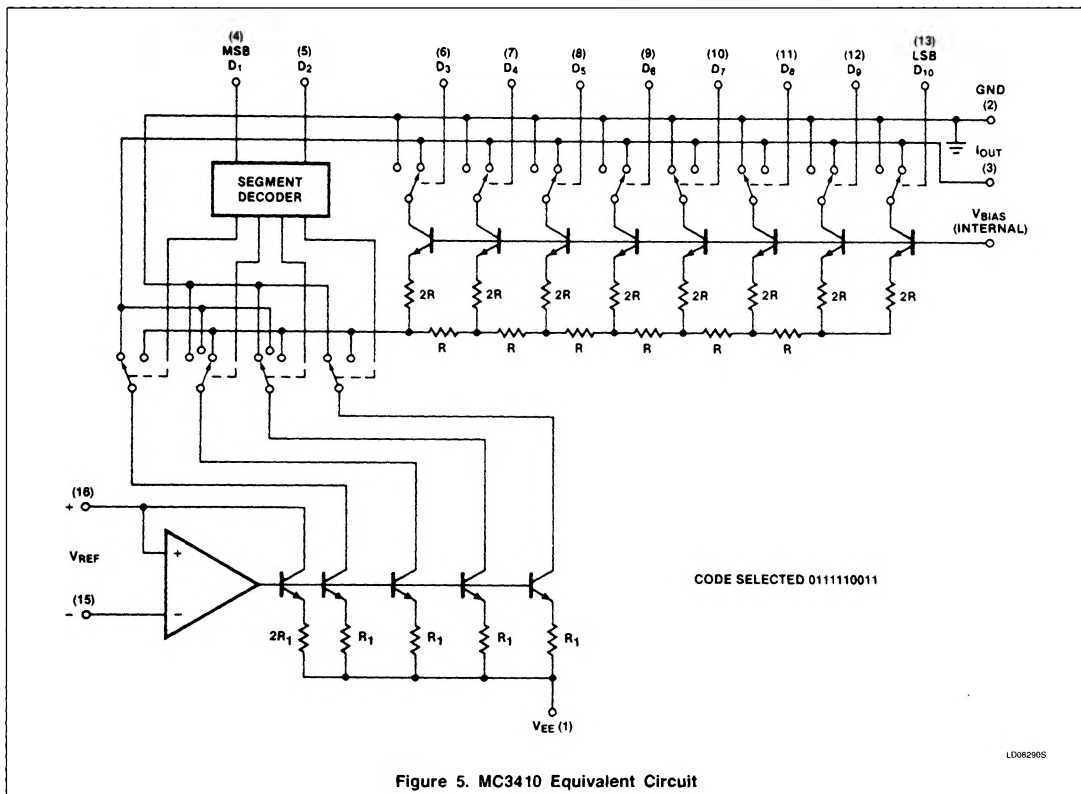 (4) (5) (6) (7) (8) (9) (10) (11) (12) (13)
MSB LSB
D1 D2 D3 D4 D5 D6 D7 D8 D9 D10
GND
(2)
IOUT
(3)
SEGMENT
DECODER
VBIAS
(INTERNAL)
2R 2R 2R 2R 2R 2R 2R 2R
R R R R R R
+ (16)
VREF
+
CODE SELECTED 0111110011
- (15)
-
2R1 R1 R1 R1 R1
VEE (1)
LD08290S
Figure 5. MC3410 Equivalent Circuit